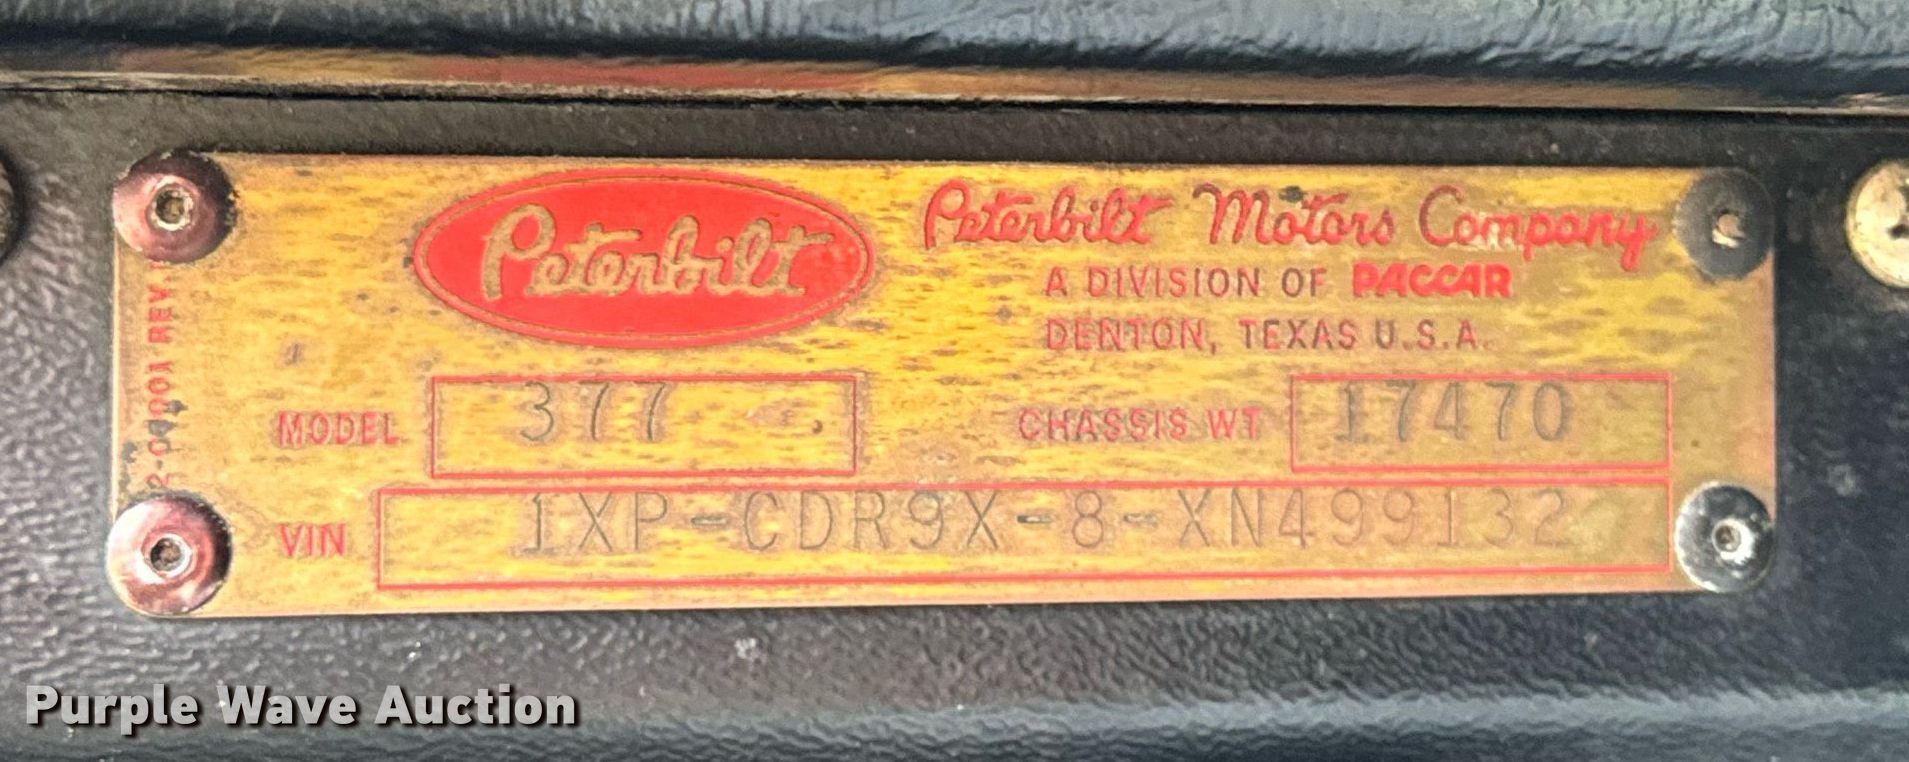 Peterbilt
Peterbilt Motors Company
A DIVISION OF PACCAR
DENTON, TEXAS U.S.A.
MODEL 377
CHASSIS WT 17470
VIN 1XP-CDR9X-8-XN499132
REV.
Purple Wave Auction